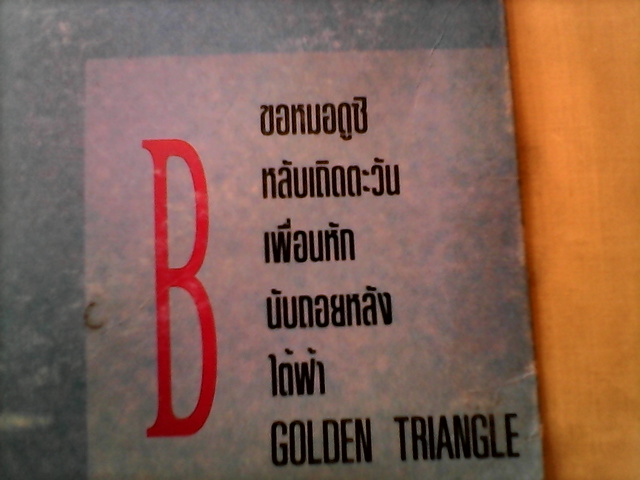 B
ขอหมอดูซิ
หลับเถิดตะวัน
เพื่อนหัก
นับถอยหลัง
ใต้ฟ้า
GOLDEN TRIANGLE